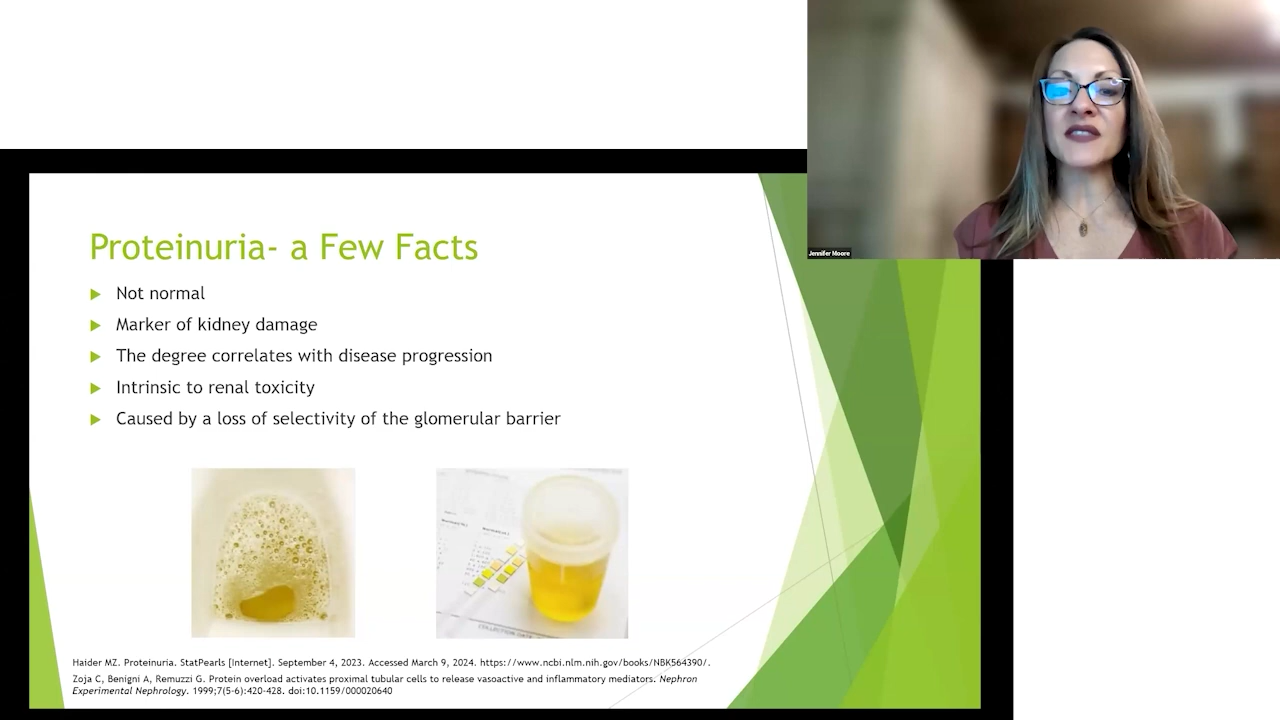 Jennifer Moore
Proteinuria- a Few Facts
Not normal
Marker of kidney damage
The degree correlates with disease progression
Intrinsic to renal toxicity
Caused by a loss of selectivity of the glomerular barrier
Haider MZ. Proteinuria. StatPearls [Internet]. September 4, 2023. Accessed March 9, 2024. https://www.ncbi.nlm.nih.gov/books/NBK564390/.
Zoja C, Benigni A, Remuzzi G. Protein overload activates proximal tubular cells to release vasoactive and inflammatory mediators. Nephron
Experimental Nephrology. 1999;7(5-6):420-428. doi:10.1159/000020640